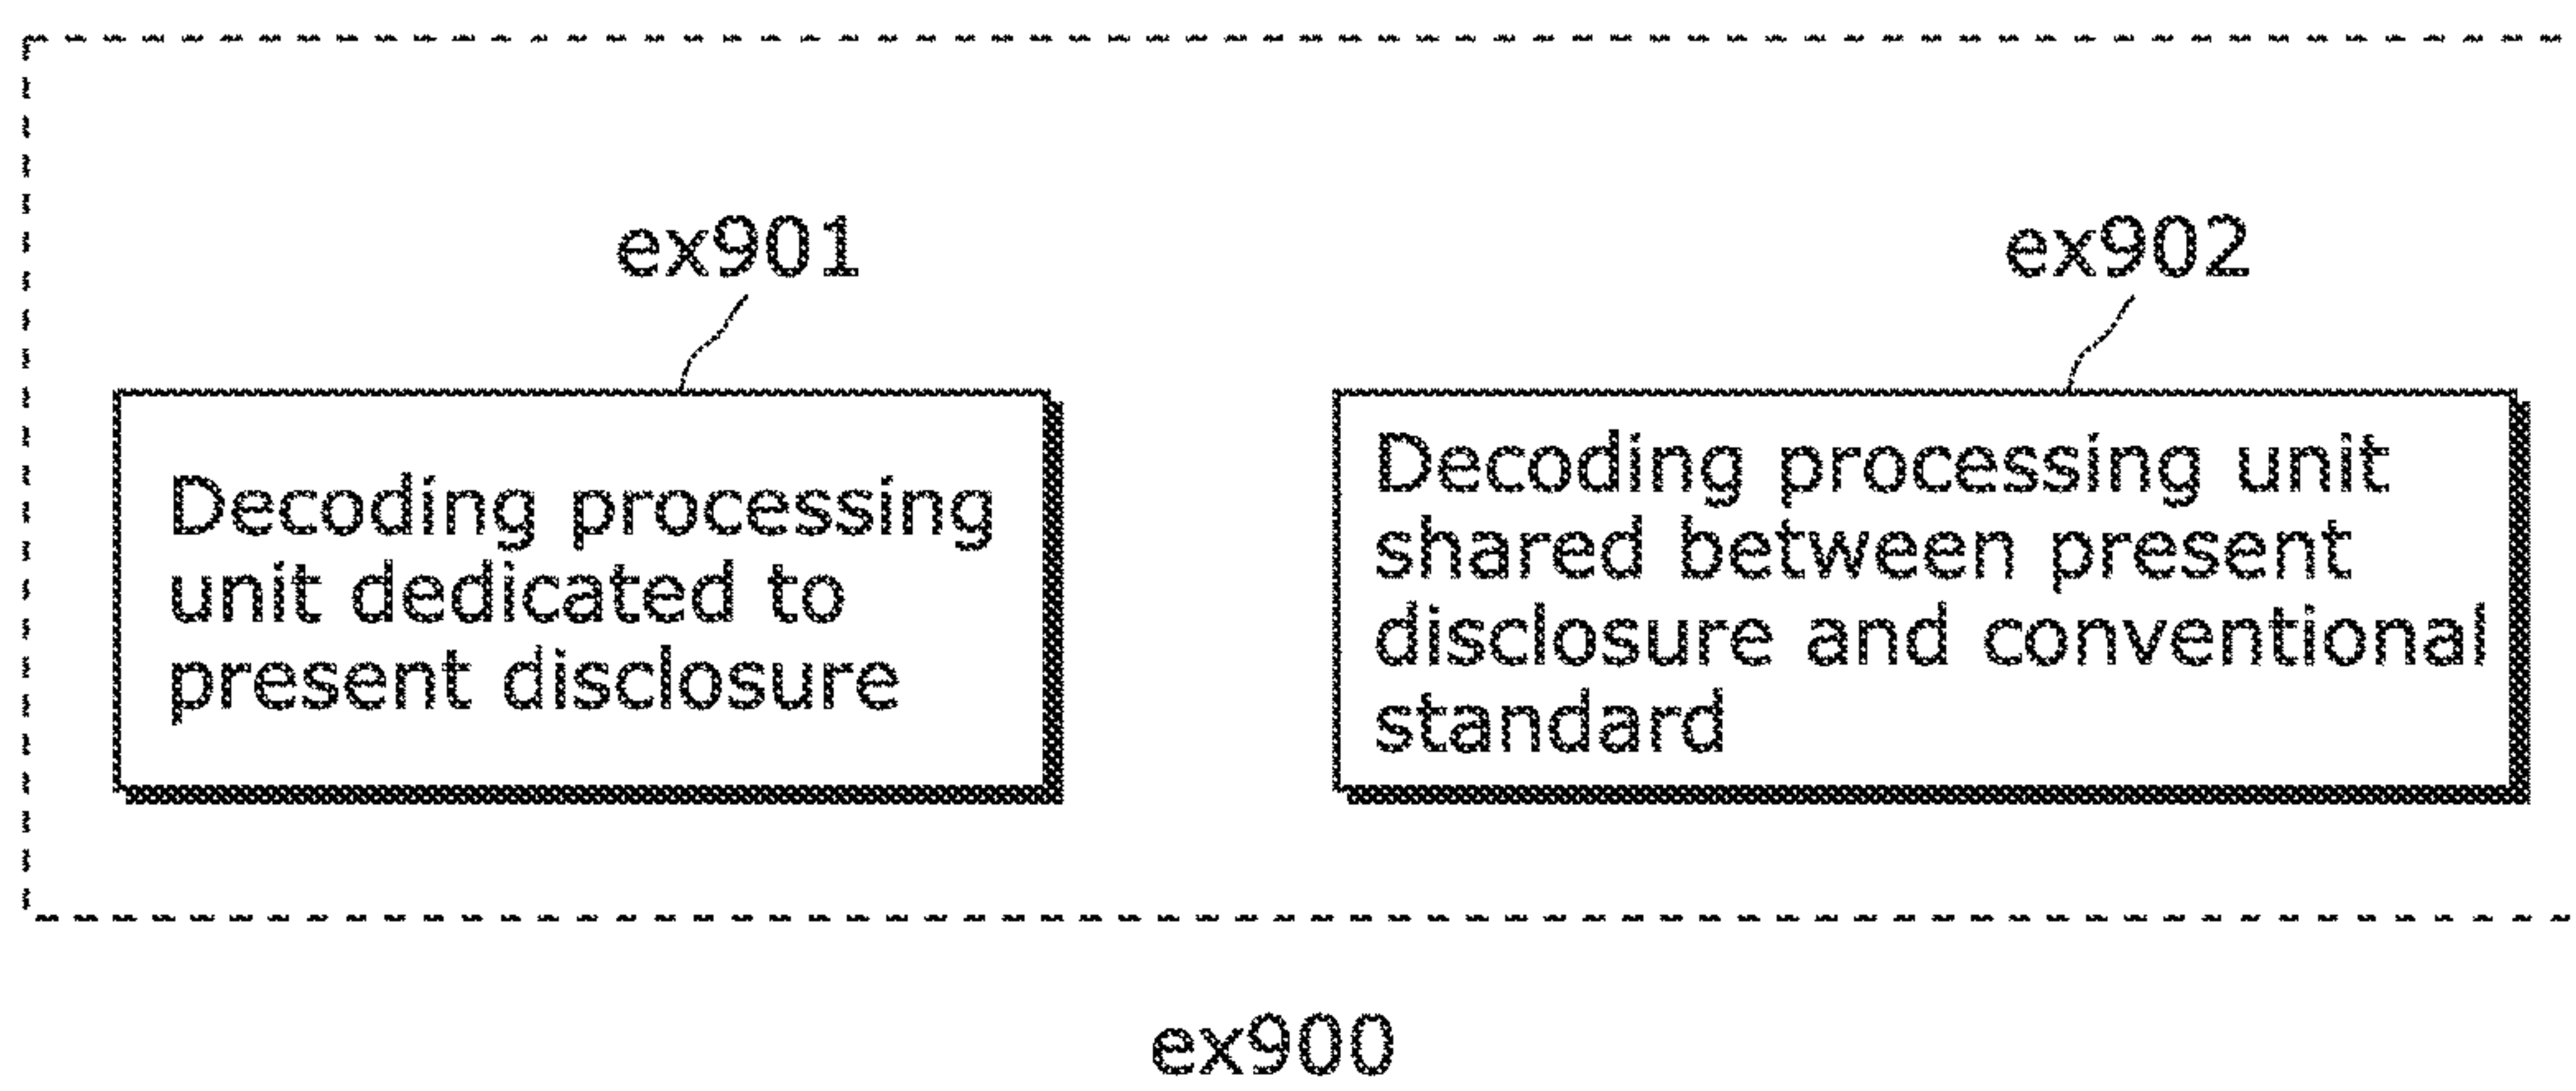 ex901
ex902
Decoding processing
unit dedicated to
present disclosure
Decoding processing unit
shared between present
disclosure and conventional
standard
ex900